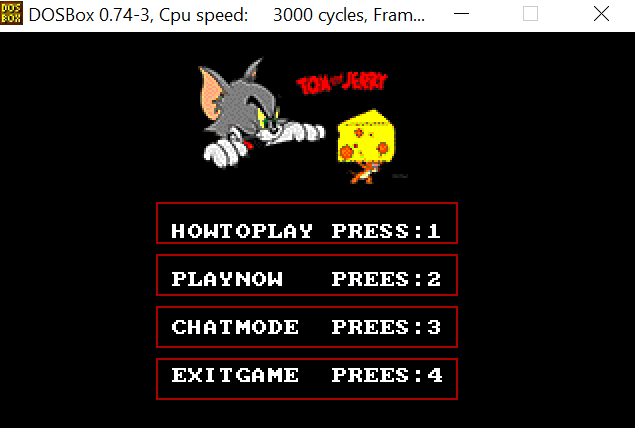 DOSBox 0.74-3, Cpu speed: 3000 cycles, Fram...
TOM AND JERRY
HOWTOPLAY PRESS:1
PLAYNOW PREES:2
CHATMODE PREES:3
EXITGAME PREES:4